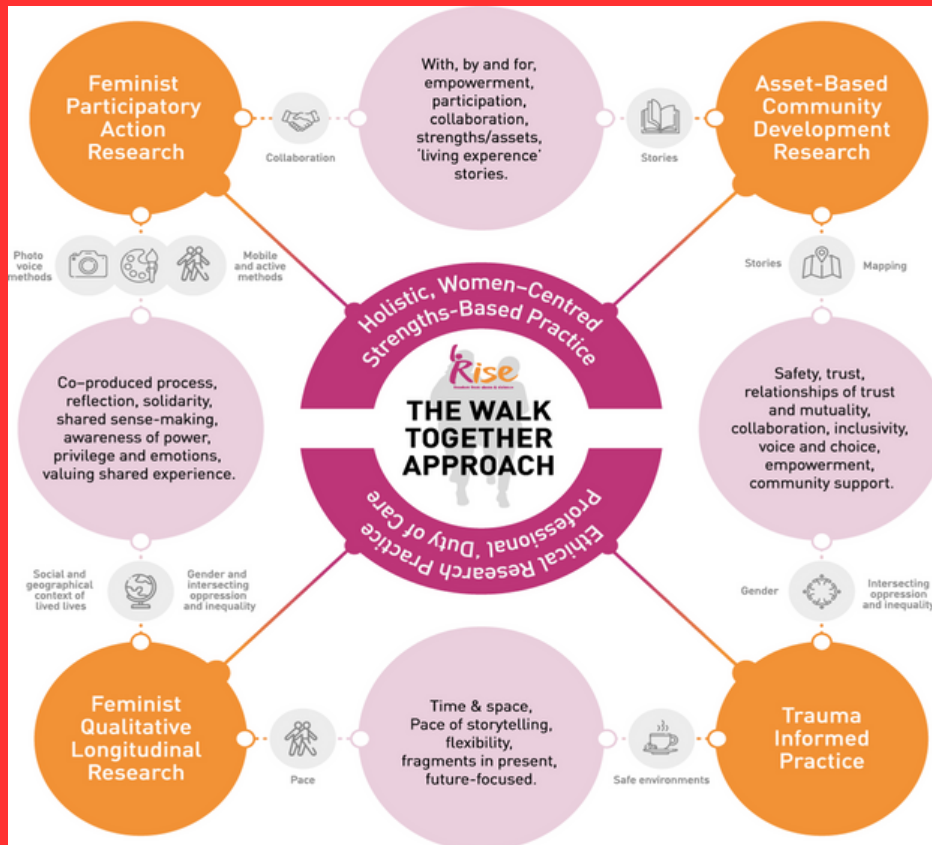 Feminist
Participatory
Action
Research
Collaboration
With, by and for,
empowerment,
participation,
collaboration,
strengths/assets,
'living experence'
stories.
Stories
Asset-Based
Community
Development
Research
Photo
voice
methods
Mobile
and active
methods
Stories
Mapping
Holistic, Women-Centred
Strengths-Based Practice
Rise
THE WALK
TOGETHER
APPROACH
Ethical Research Practice
Professional 'Duty of Care
Co-produced process,
reflection, solidarity,
shared sense-making,
awareness of power,
privilege and emotions,
valuing shared experience.
Safety, trust,
relationships of trust
and mutuality,
collaboration, inclusivity,
voice and choice,
empowerment,
community support.
Social and
geographical
context of
lived lives
Gender and
intersecting
oppression
and inequality
Gender
Intersecting
oppression
and inequality
Feminist
Qualitative
Longitudinal
Research
Pace
Time & space,
Pace of storytelling,
flexibility,
fragments in present,
future-focused.
Safe environments
Trauma
Informed
Practice